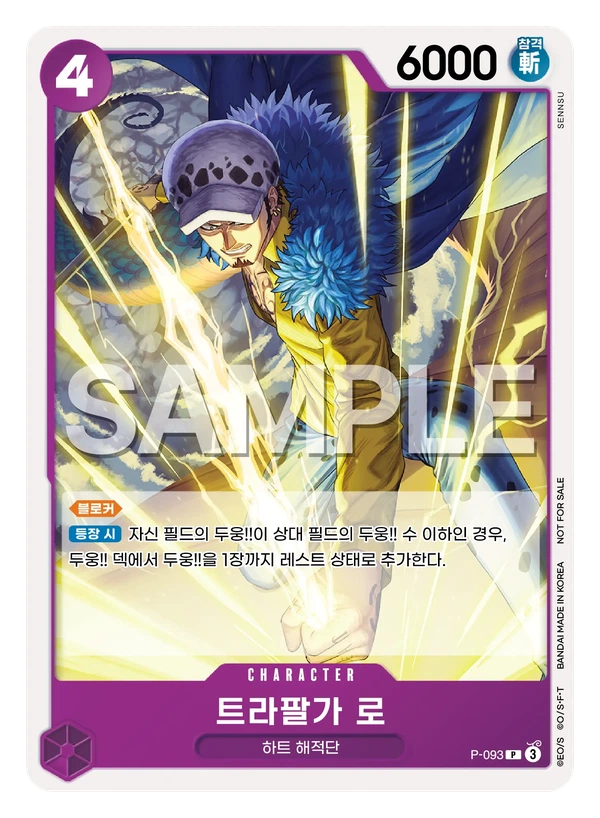 4
6000
참격
斬
SENNSU
SAMPLE
블로커
등장 시 자신 필드의 두웅!!이 상대 필드의 두웅!! 수 이하인 경우,
두웅!! 덱에서 두웅!!을 1장까지 레스트 상태로 추가한다.
CHARACTER
트라팔가 로
하트 해적단
P-093 P 3
©EO/S ©O/S·F·T BANDAI MADE IN KOREA NOT FOR SALE